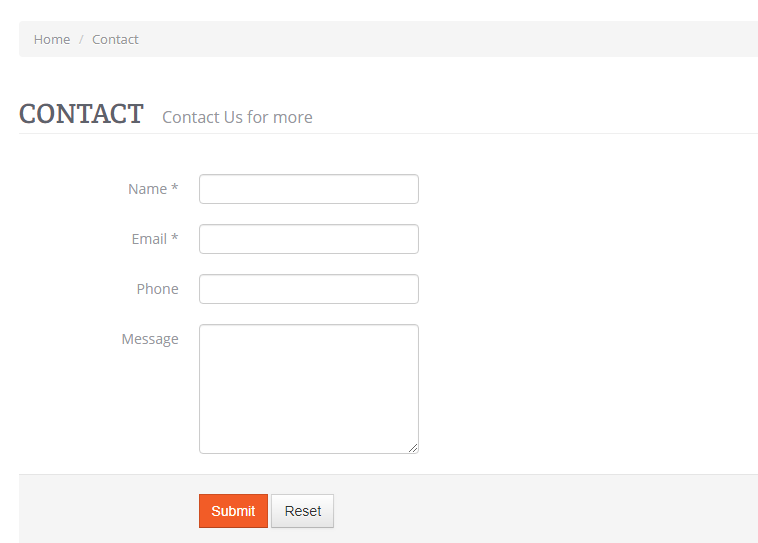 Home / Contact
CONTACT Contact Us for more
Name *
Email *
Phone
Message
Submit Reset